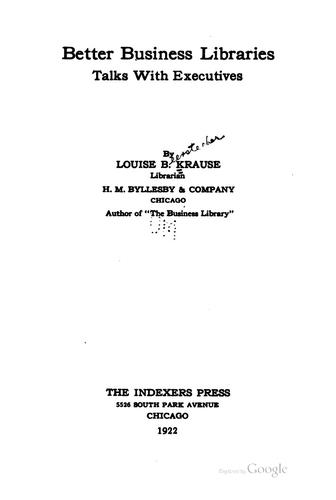 Better Business Libraries
Talks With Executives
By
LOUISE B. KRAUSE
Librarian
H. M. BYLLESBY & COMPANY
CHICAGO
Author of "The Business Library"
THE INDEXERS PRESS
5526 SOUTH PARK AVENUE
CHICAGO
1922
Digitized by Google